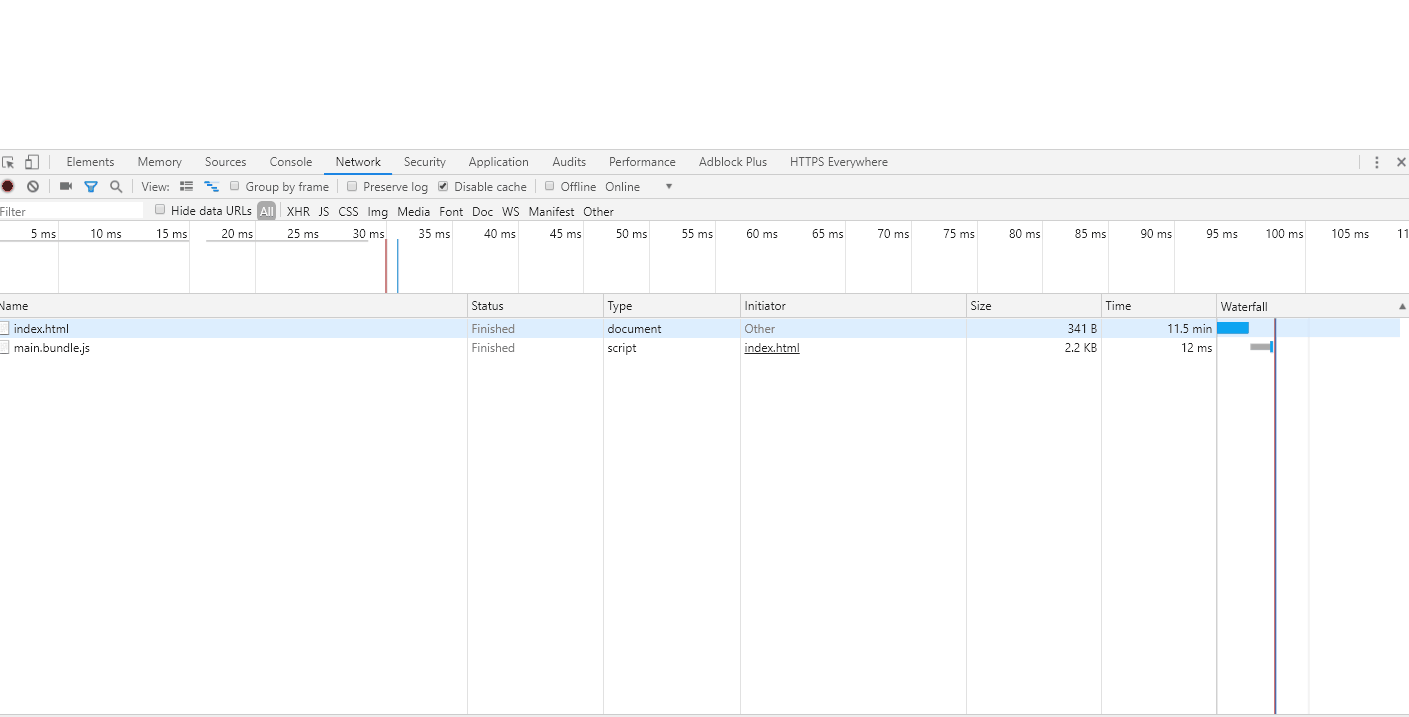 Elements Memory Sources Console Network Security Application Audits Performance Adblock Plus HTTPS Everywhere
View: Group by frame Preserve log Disable cache Offline Online
Filter Hide data URLs All XHR JS CSS Img Media Font Doc WS Manifest Other
5 ms 10 ms 15 ms 20 ms 25 ms 30 ms 35 ms 40 ms 45 ms 50 ms 55 ms 60 ms 65 ms 70 ms 75 ms 80 ms 85 ms 90 ms 95 ms 100 ms 105 ms 11
Name Status Type Initiator Size Time Waterfall
index.html Finished document Other 341 B 11.5 min
main.bundle.js Finished script index.html 2.2 KB 12 ms